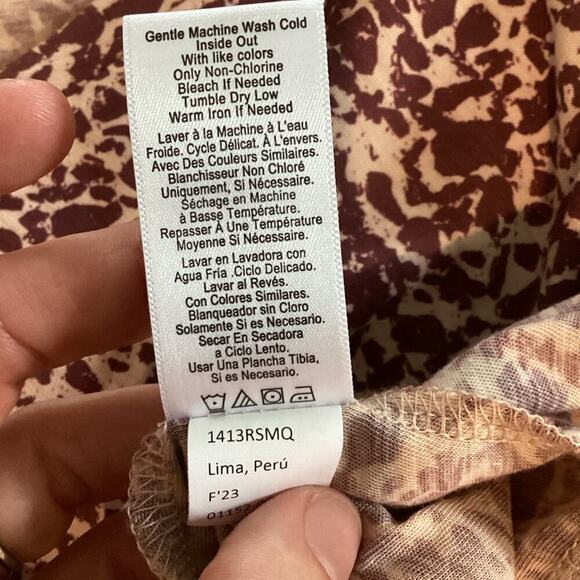 Gentle Machine Wash Cold
Inside Out
With like colors
Only Non-Chlorine
Bleach If Needed
Tumble Dry Low
Warm Iron If Needed
Laver à la Machine à L'eau
Froide. Cycle Délicat. À L'envers.
Avec Des Couleurs Similaires.
Blanchisseur Non Chloré
Uniquement, Si Nécessaire.
Séchage en Machine
à Basse Température.
Repasser À Une Température
Moyenne Si Nécessaire.
Lavar en Lavadora con
Agua Fría .Ciclo Delicado.
Lavar al Revés.
Con Colores Similares.
Blanqueador sin Cloro
Solamente Si es Necesario.
Secar En Secadora
a Ciclo Lento.
Usar Una Plancha Tibia,
Si es Necesario.
1413RSMQ
Lima, Perú
F'23